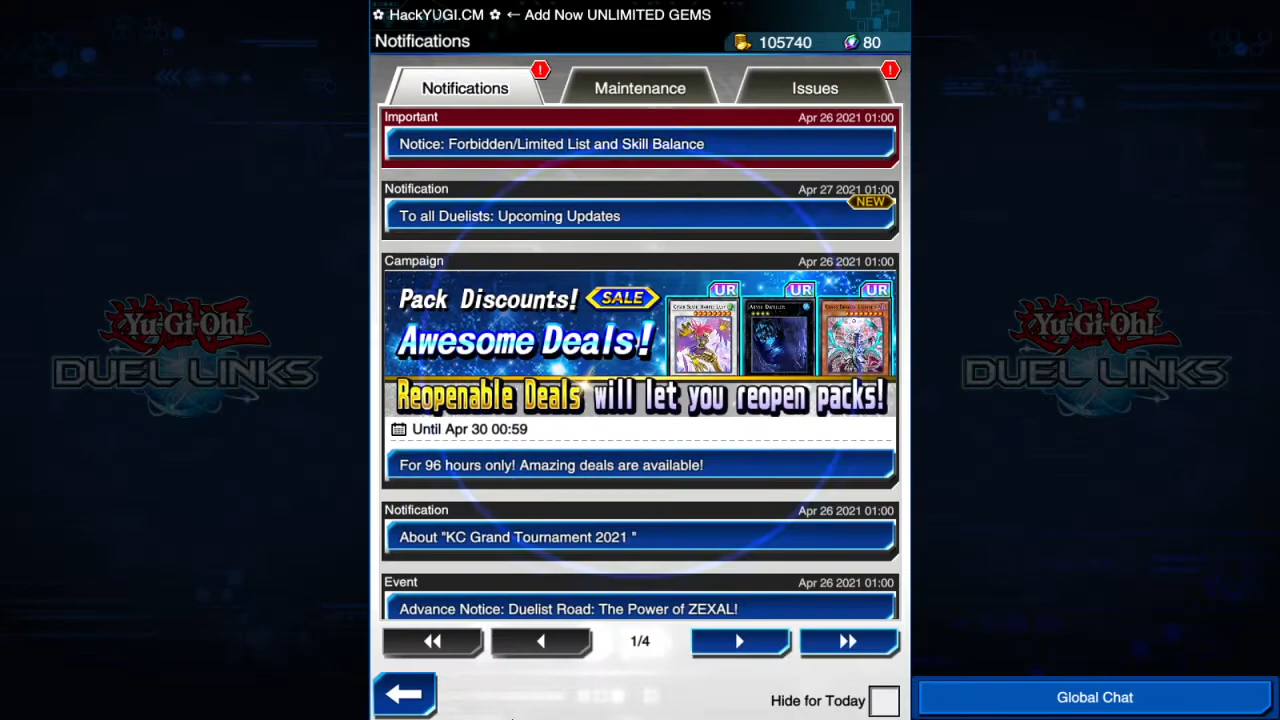 ✿ HackYUGI.CM ✿ ← Add Now UNLIMITED GEMS
Notifications
105740
80
Notifications
!
Maintenance
Issues
!
Important
Apr 26 2021 01:00
Notice: Forbidden/Limited List and Skill Balance
Notification
Apr 27 2021 01:00
NEW
To all Duelists: Upcoming Updates
Campaign
Apr 26 2021 01:00
Pack Discounts!
SALE
UR
UR
UR
Awesome Deals!
Reopenable Deals will let you reopen packs!
Until Apr 30 00:59
For 96 hours only! Amazing deals are available!
Notification
Apr 26 2021 01:00
About "KC Grand Tournament 2021 "
Event
Apr 26 2021 01:00
Advance Notice: Duelist Road: The Power of ZEXAL!
1/4
Hide for Today
Global Chat
Yu-Gi-Oh!
DUEL LINKS
Yu-Gi-Oh!
DUEL LINKS